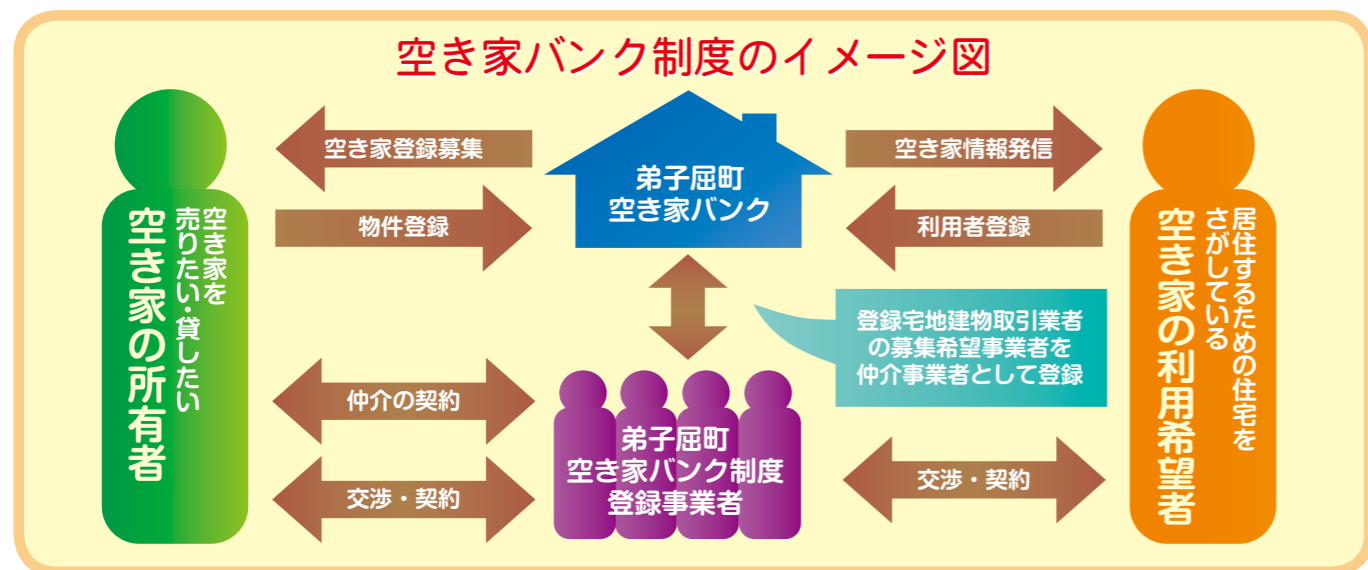 空き家バンク制度のイメージ図
空き家を
売りたい・貸したい
空き家の所有者
空き家登録募集
物件登録
弟子屈町
空き家バンク
空き家情報発信
利用者登録
登録宅地建物取引業者
の募集希望事業者を
仲介事業者として登録
仲介の契約
交渉・契約
弟子屈町
空き家バンク制度
登録事業者
交渉・契約
居住するための住宅を
さがしている
空き家の利用希望者